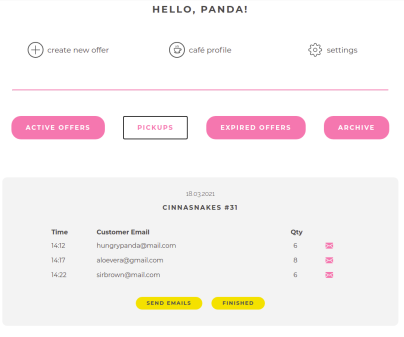 HELLO, PANDA!
create new offer café profile settings
ACTIVE OFFERS PICKUPS EXPIRED OFFERS ARCHIVE
18.03.2021
CINNASNAKES #31
Time Customer Email Qty
14:12 hungrypanda@mail.com 6
14:17 aloevera@gmail.com 8
14:22 sirbrown@mail.com 6
SEND EMAILS FINISHED